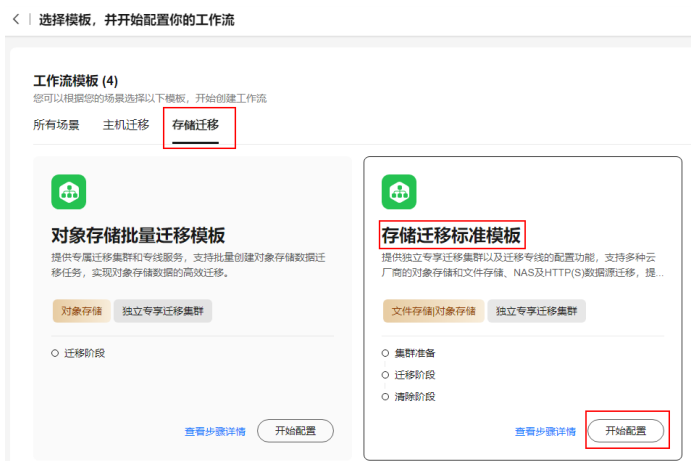 选择模板，并开始配置你的工作流
工作流模板 (4)
您可以根据您的场景选择以下模板，开始创建工作流
所有场景 主机迁移 存储迁移
对象存储批量迁移模板
提供专属迁移集群和专线服务，支持批量创建对象存储数据迁
移任务，实现对象存储数据的高效迁移。
对象存储 独立专享迁移集群
迁移阶段
查看步骤详情 开始配置
存储迁移标准模板
提供独立专享迁移集群以及迁移专线的配置功能，支持多种云
厂商的对象存储和文件存储、NAS及HTTP(S)数据源迁移，提...
文件存储|对象存储 独立专享迁移集群
集群准备
迁移阶段
清除阶段
查看步骤详情 开始配置